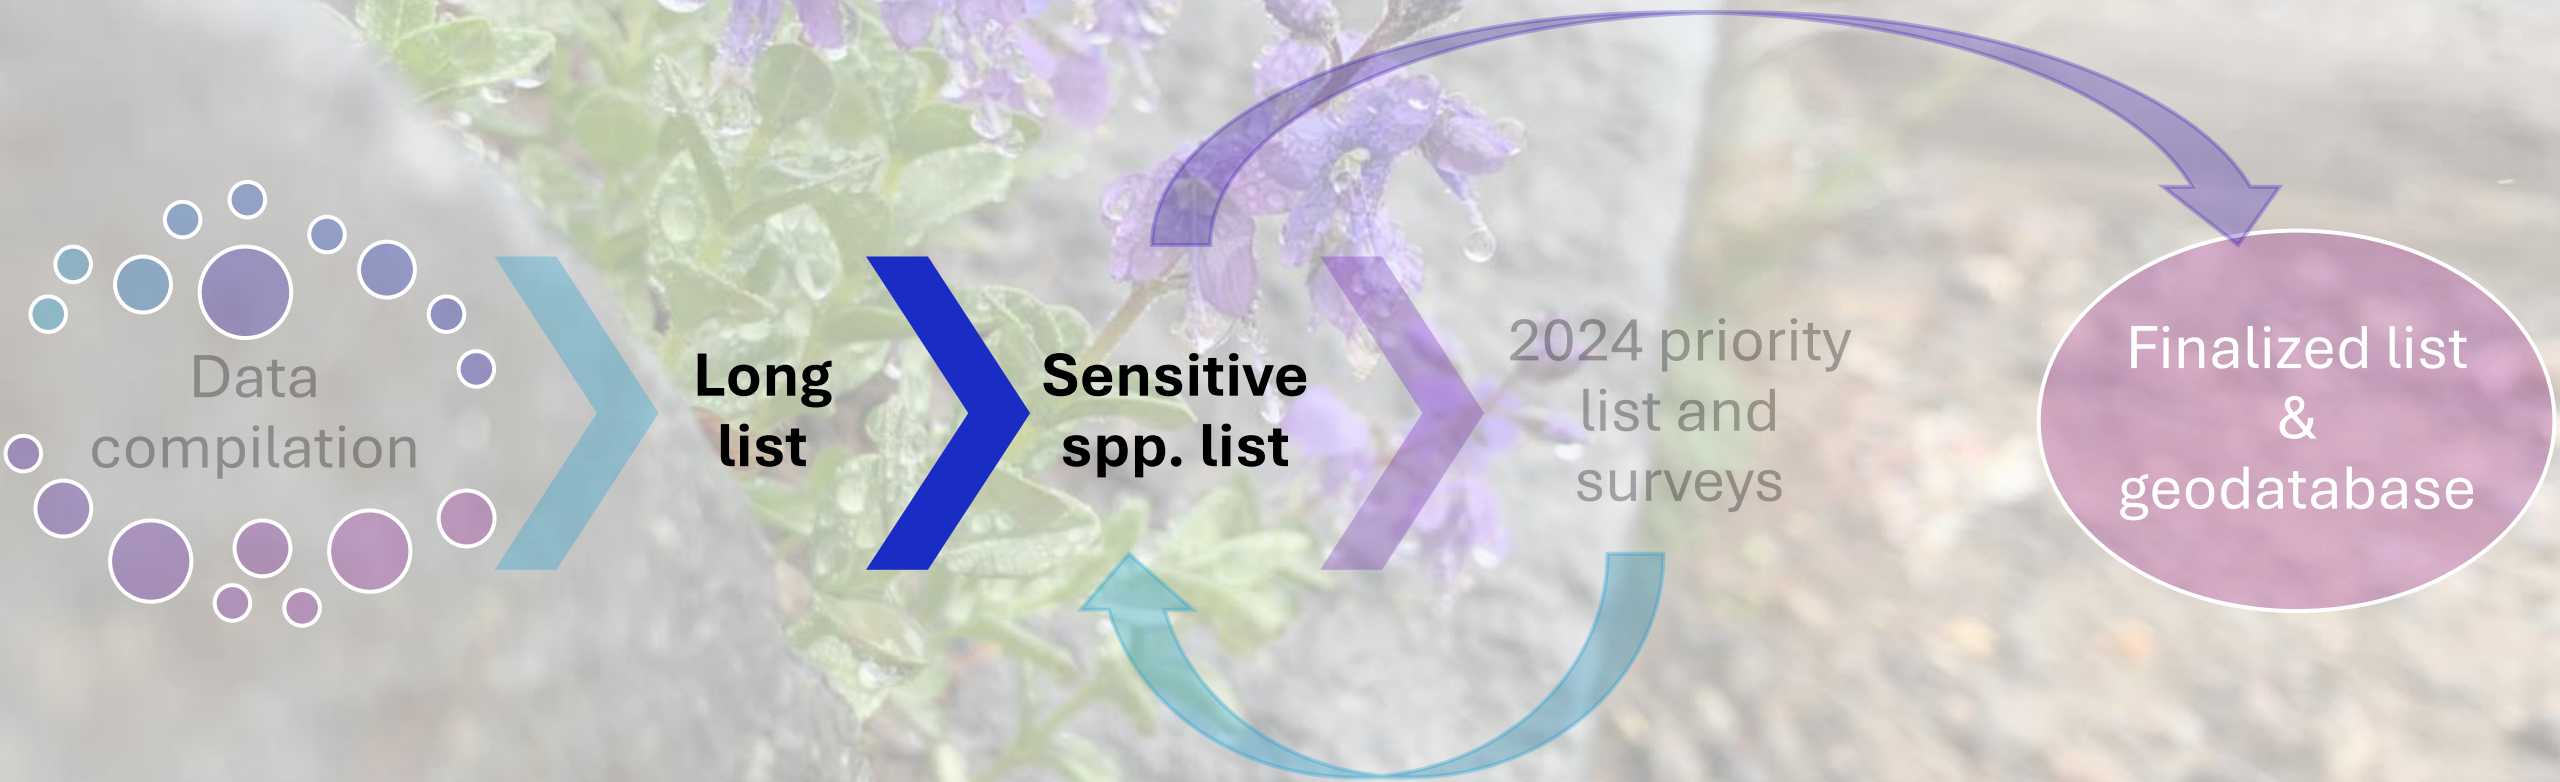 Data
compilation
Long
list
Sensitive
spp. list
2024 priority
list and
surveys
Finalized list
&
geodatabase